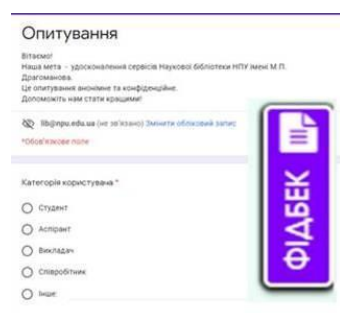 Опитування
Вітаємо!
Наша мета - удосконалення сервісів Наукової бібліотеки НПУ імені М.П.
Драгоманова.
Це опитування анонімне та конфіденційне.
Допоможіть нам стати кращими!
lib@npu.edu.ua (не зв'язано) Змінити обліковий запис
*Обов'язкове поле
Категорія користувача *
Студент
Аспірант
Викладач
Співробітник
Інше:
ФІДБЕК